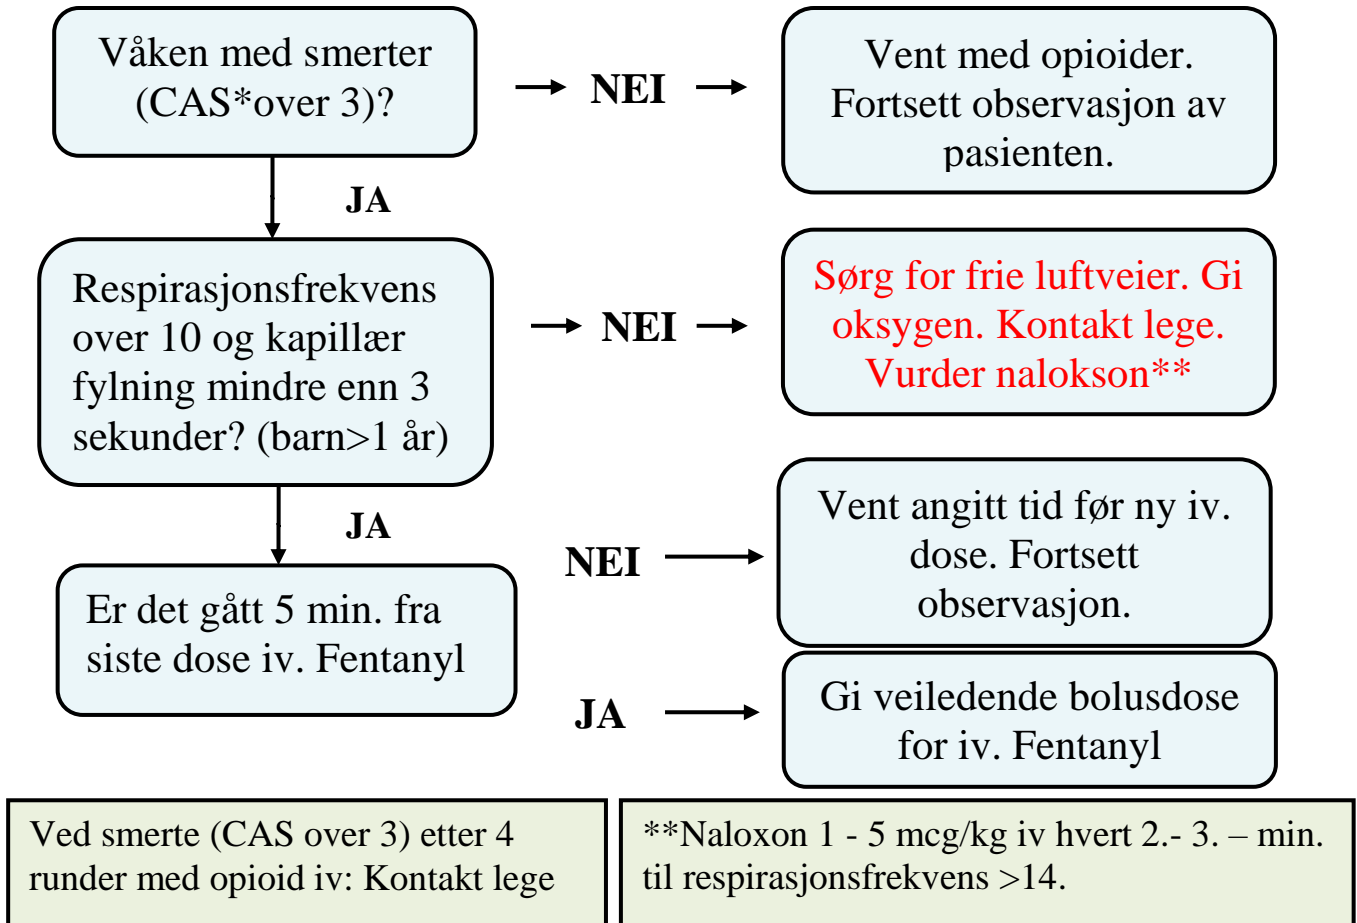 Våken med smerter
(CAS*over 3)?
NEI
Vent med opioider.
Fortsett observasjon av
pasienten.
JA
Respirasjonsfrekvens
over 10 og kapillær
fylning mindre enn 3
sekunder? (barn>1 år)
NEI
Sørg for frie luftveier. Gi
oksygen. Kontakt lege.
Vurder nalokson**
JA
Er det gått 5 min. fra
siste dose iv. Fentanyl
NEI
Vent angitt tid før ny iv.
dose. Fortsett
observasjon.
JA
Gi veiledende bolusdose
for iv. Fentanyl
Ved smerte (CAS over 3) etter 4
runder med opioid iv: Kontakt lege
**Naloxon 1 - 5 mcg/kg iv hvert 2.- 3. – min.
til respirasjonsfrekvens >14.